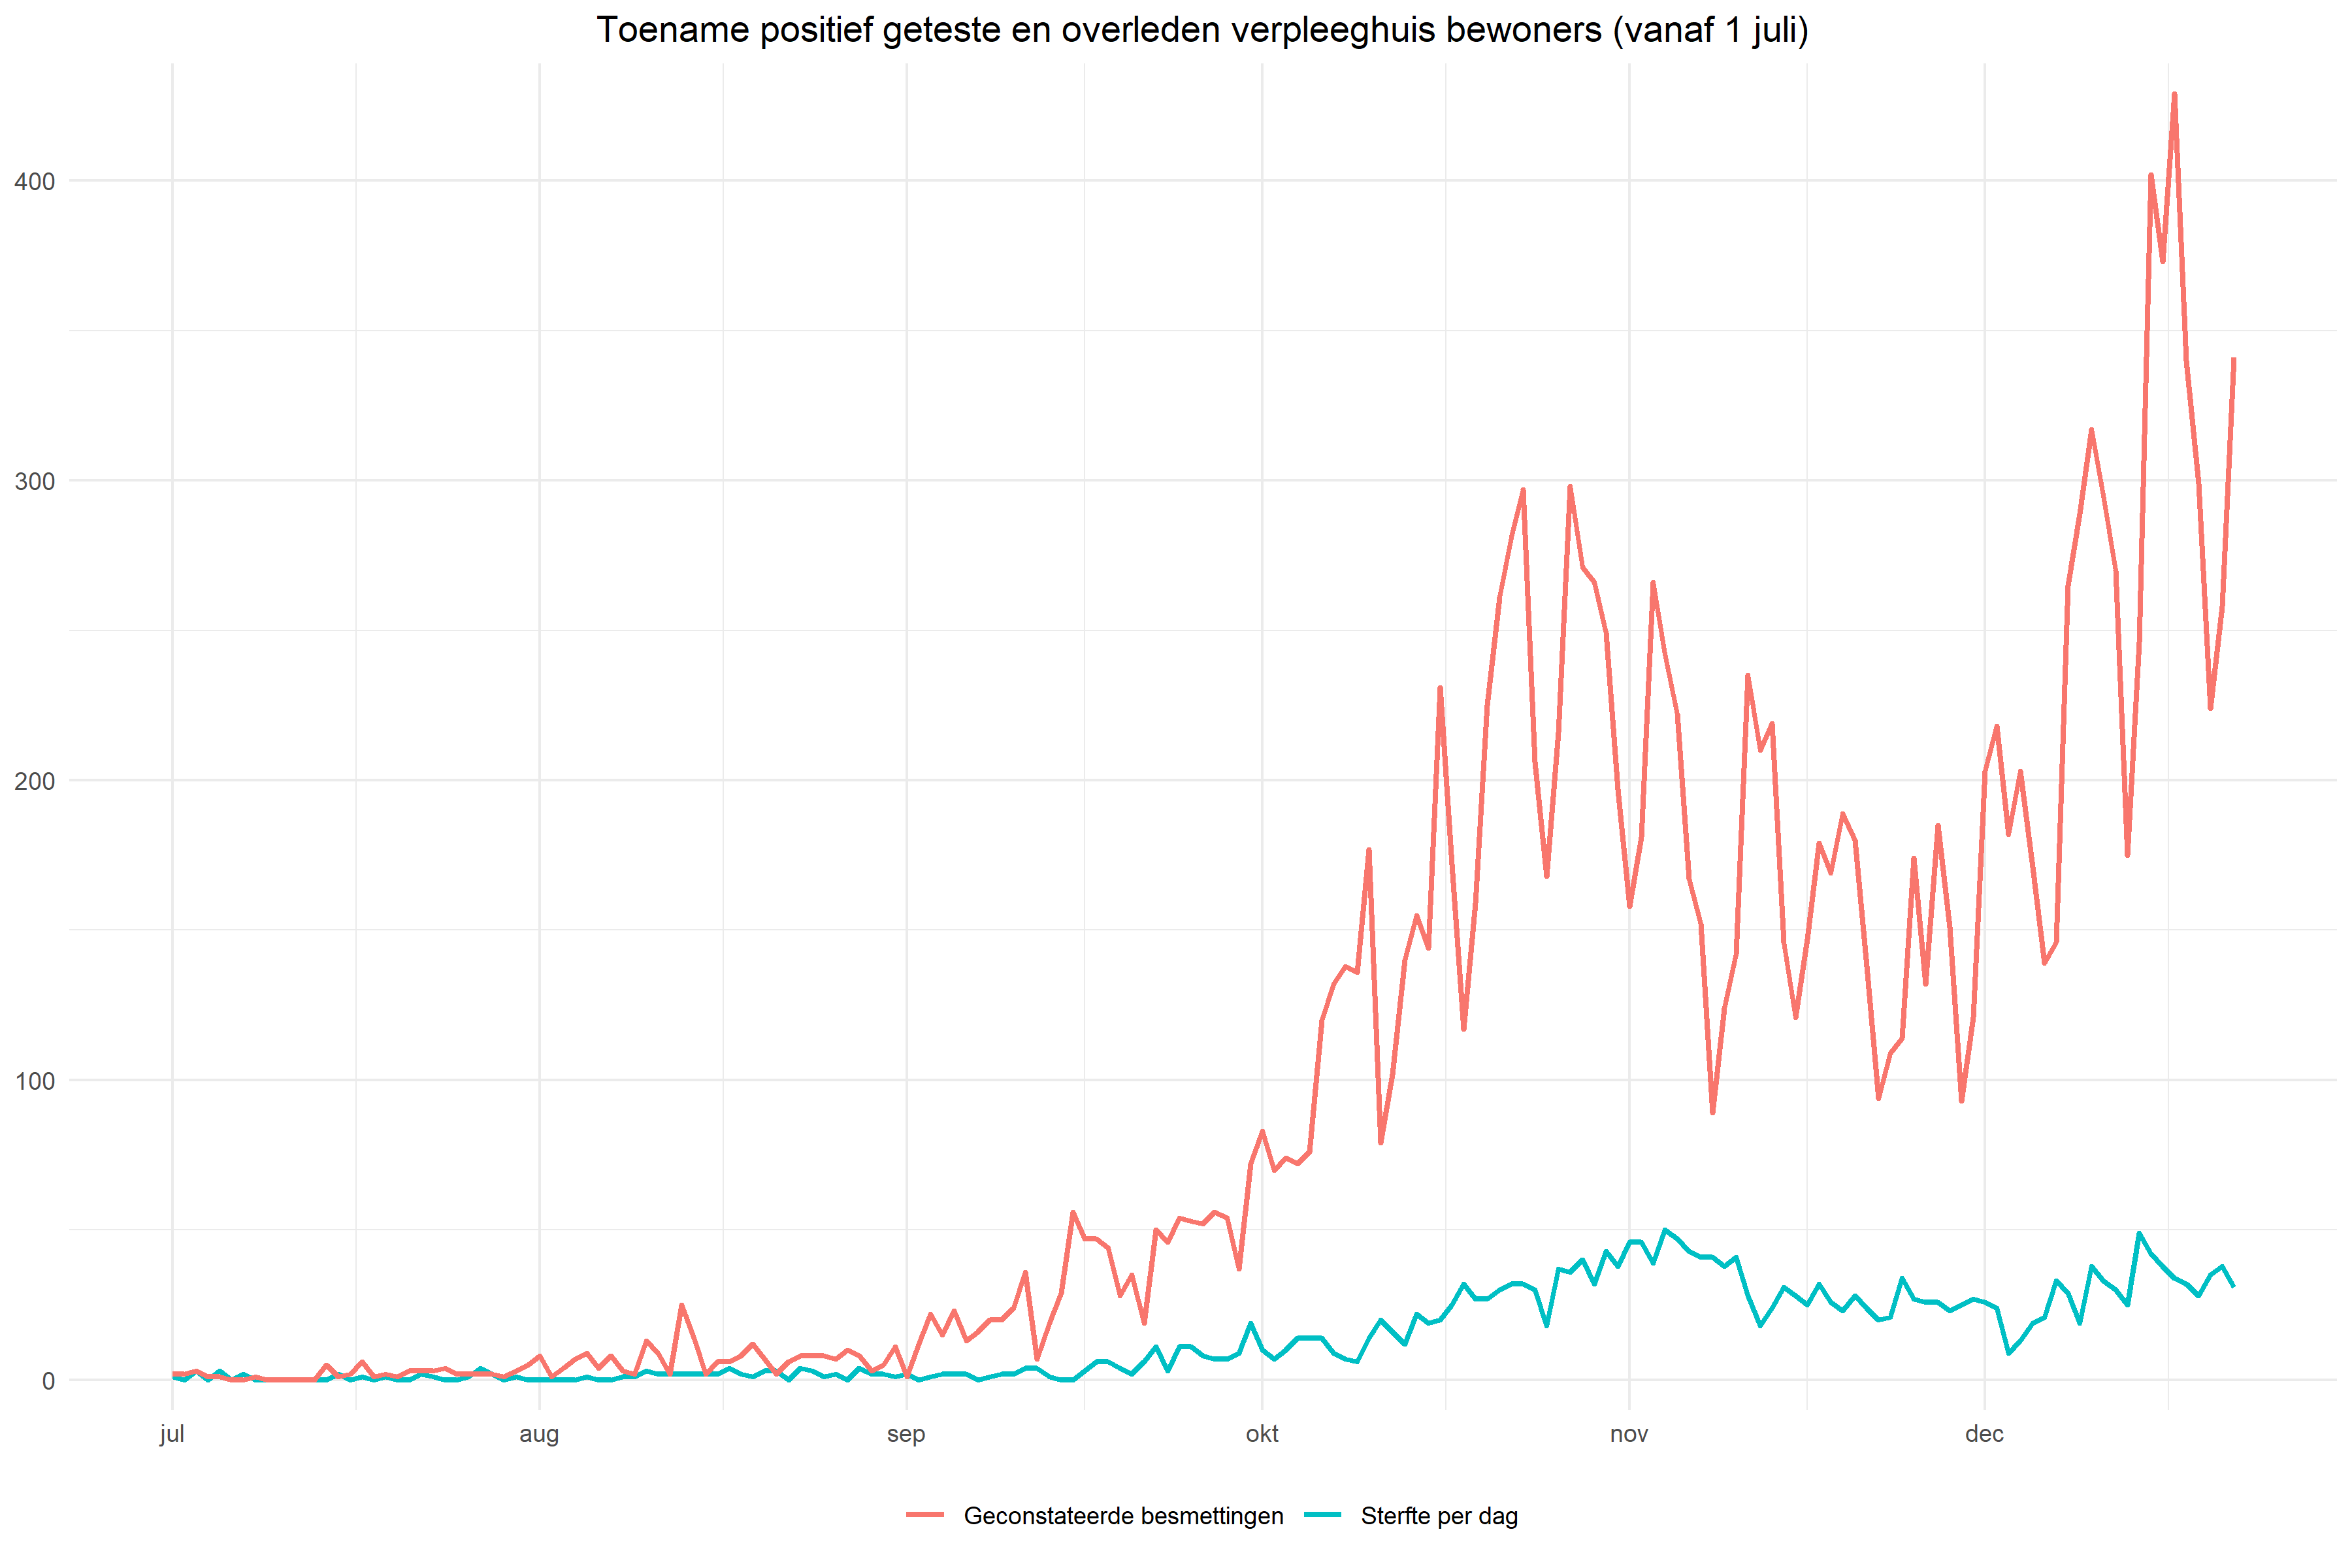 Toename positief geteste en overleden verpleeghuis bewoners (vanaf 1 juli)
400
300
200
100
0
jul aug sep okt nov dec
Geconstateerde besmettingen Sterfte per dag